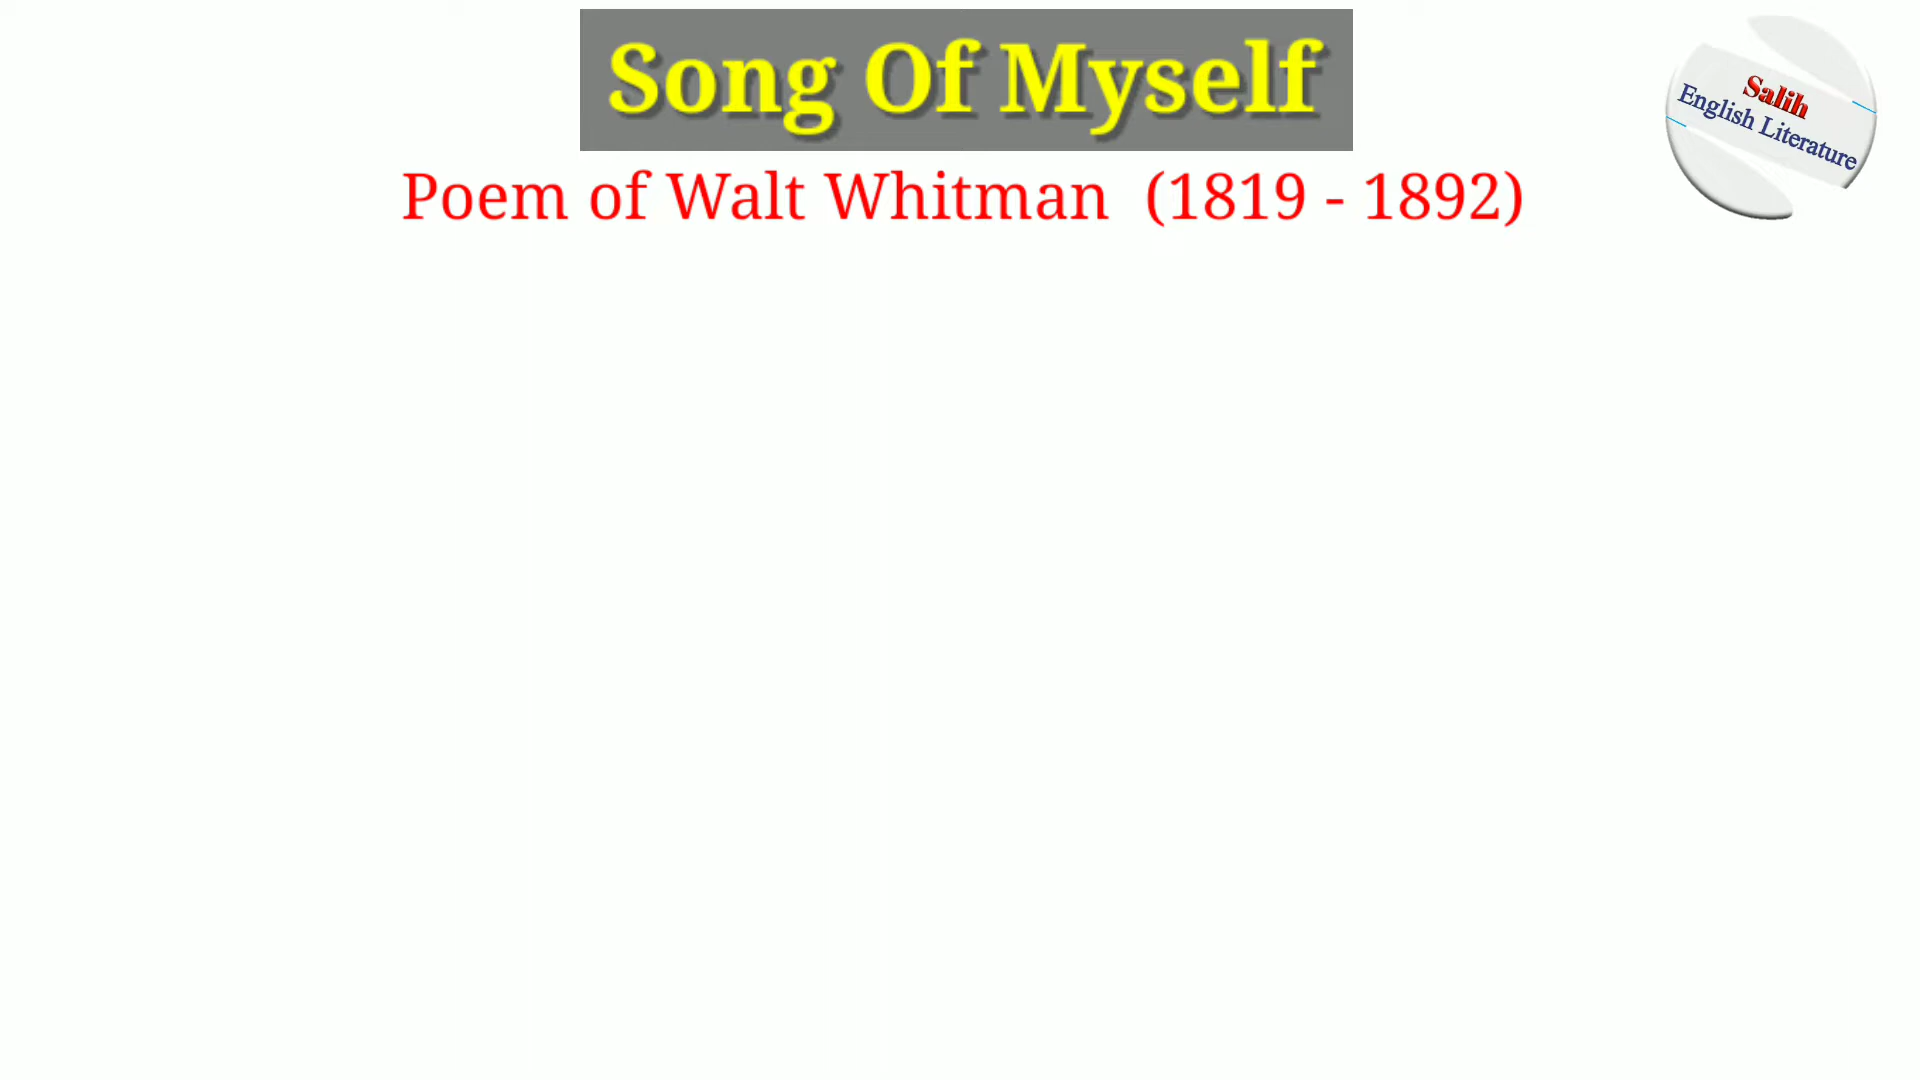 Song Of Myself
Poem of Walt Whitman (1819 - 1892)
Salih
English Literature